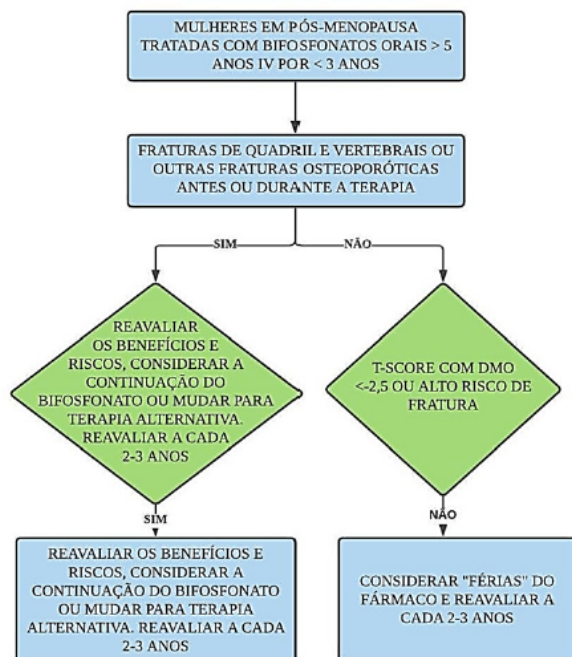 MULHERES EM PÓS-MENOPAUSA
TRATADAS COM BIFOSFONATOS ORAIS > 5
ANOS IV POR < 3 ANOS
FRATURAS DE QUADRIL E VERTEBRAIS OU
OUTRAS FRATURAS OSTEOPORÓTICAS
ANTES OU DURANTE A TERAPIA
SIM
NÃO
REAVALIAR
OS BENEFÍCIOS E
RISCOS, CONSIDERAR A
CONTINUAÇÃO DO
BIFOSFONATO OU MUDAR PARA
TERAPIA ALTERNATIVA.
REAVALIAR A CADA
2-3 ANOS
T-SCORE COM DMO
<-2,5 OU ALTO RISCO DE
FRATURA
SIM
NÃO
REAVALIAR OS BENEFÍCIOS E
RISCOS, CONSIDERAR A
CONTINUAÇÃO DO BIFOSFONATO
OU MUDAR PARA TERAPIA
ALTERNATIVA. REAVALIAR A CADA
2-3 ANOS
CONSIDERAR "FÉRIAS" DO
FÁRMACO E REAVALIAR A
CADA 2-3 ANOS